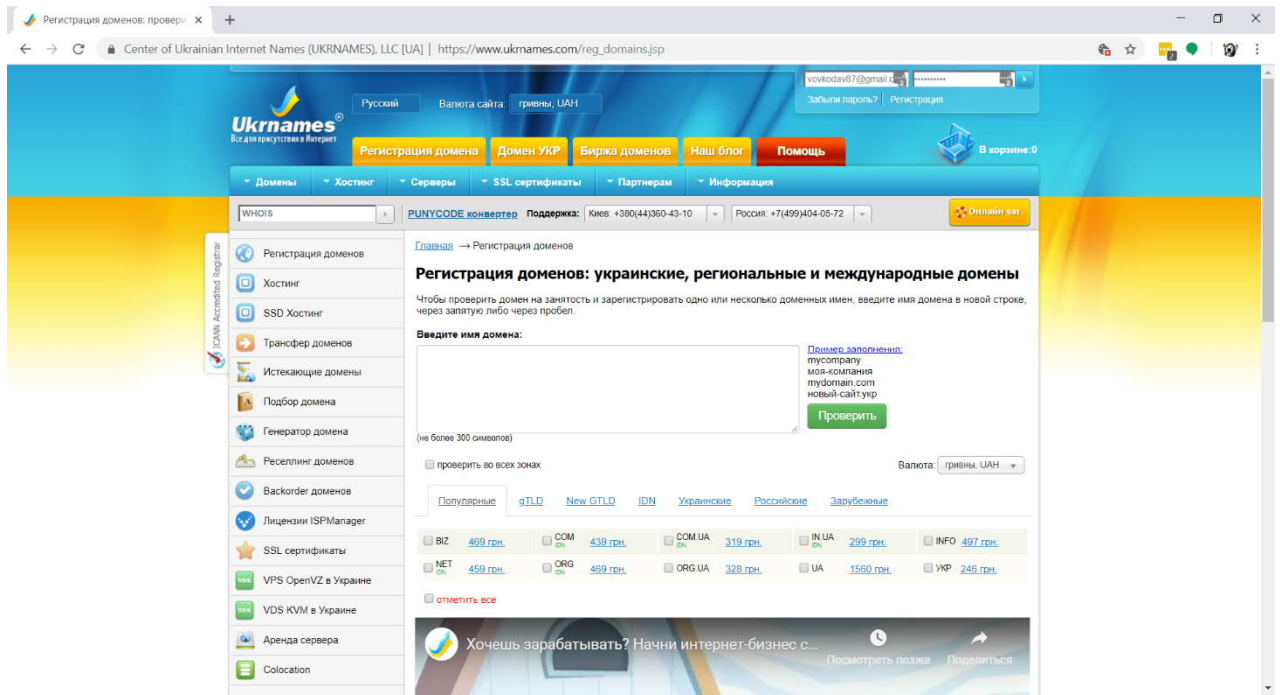 Регистрация доменов: провери
Center of Ukrainian Internet Names (UKRNAMES), LLC [UA] | https://www.ukrnames.com/reg_domains.jsp
vovkodav87@gmail.c
Забыли пароль? Регистрация
Русский Валюта сайта: гривны, UAH
Ukrnames®
Все для присутствия в Интернет
Регистрация домена Домен УКР Биржа доменов Наш блог Помощь В корзине:0
Домены Хостинг Серверы SSL сертификаты Партнерам Информация
WHOIS PUNYCODE конвертер Поддержка: Киев: +380(44)360-43-10 Россия: +7(499)404-05-72 Онлайн чат
ICANN Accredited Registrar
Регистрация доменов
Хостинг
SSD Хостинг
Трансфер доменов
Истекающие домены
Подбор домена
Генератор домена
Реселлинг доменов
Backorder доменов
Лицензии ISPManager
SSL сертификаты
VPS OpenVZ в Украине
VDS KVM в Украине
Аренда сервера
Colocation
Главная → Регистрация доменов
Регистрация доменов: украинские, региональные и международные домены
Чтобы проверить домен на занятость и зарегистрировать одно или несколько доменных имен, введите имя домена в новой строке,
через запятую либо через пробел.
Введите имя домена:
Пример заполнения:
mycompany
моя-компания
mydomain.com
новый-сайт.укр
Проверить
(не более 300 символов)
проверить во всех зонах Валюта: гривны, UAH
Популярные gTLD New GTLD IDN Украинские Российские Зарубежные
BIZ 469 грн. COM IDN 439 грн. COM.UA IDN 319 грн. IN.UA IDN 299 грн. INFO 497 грн.
NET IDN 459 грн. ORG IDN 469 грн. ORG.UA 328 грн. UA 1560 грн. УКР 246 грн.
отметить все
Хочешь зарабатывать? Начни интернет-бизнес с...
Посмотреть позже Поделиться